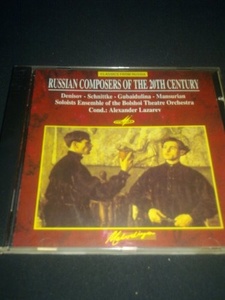 RUSSIAN COMPOSERS OF THE 20TH CENTURY
Denisov - Schnittke - Gubaidulina - Mansurian
Soloists Ensemble of the Bolshoi Theatre Orchestra
Cond.: Alexander Lazarev